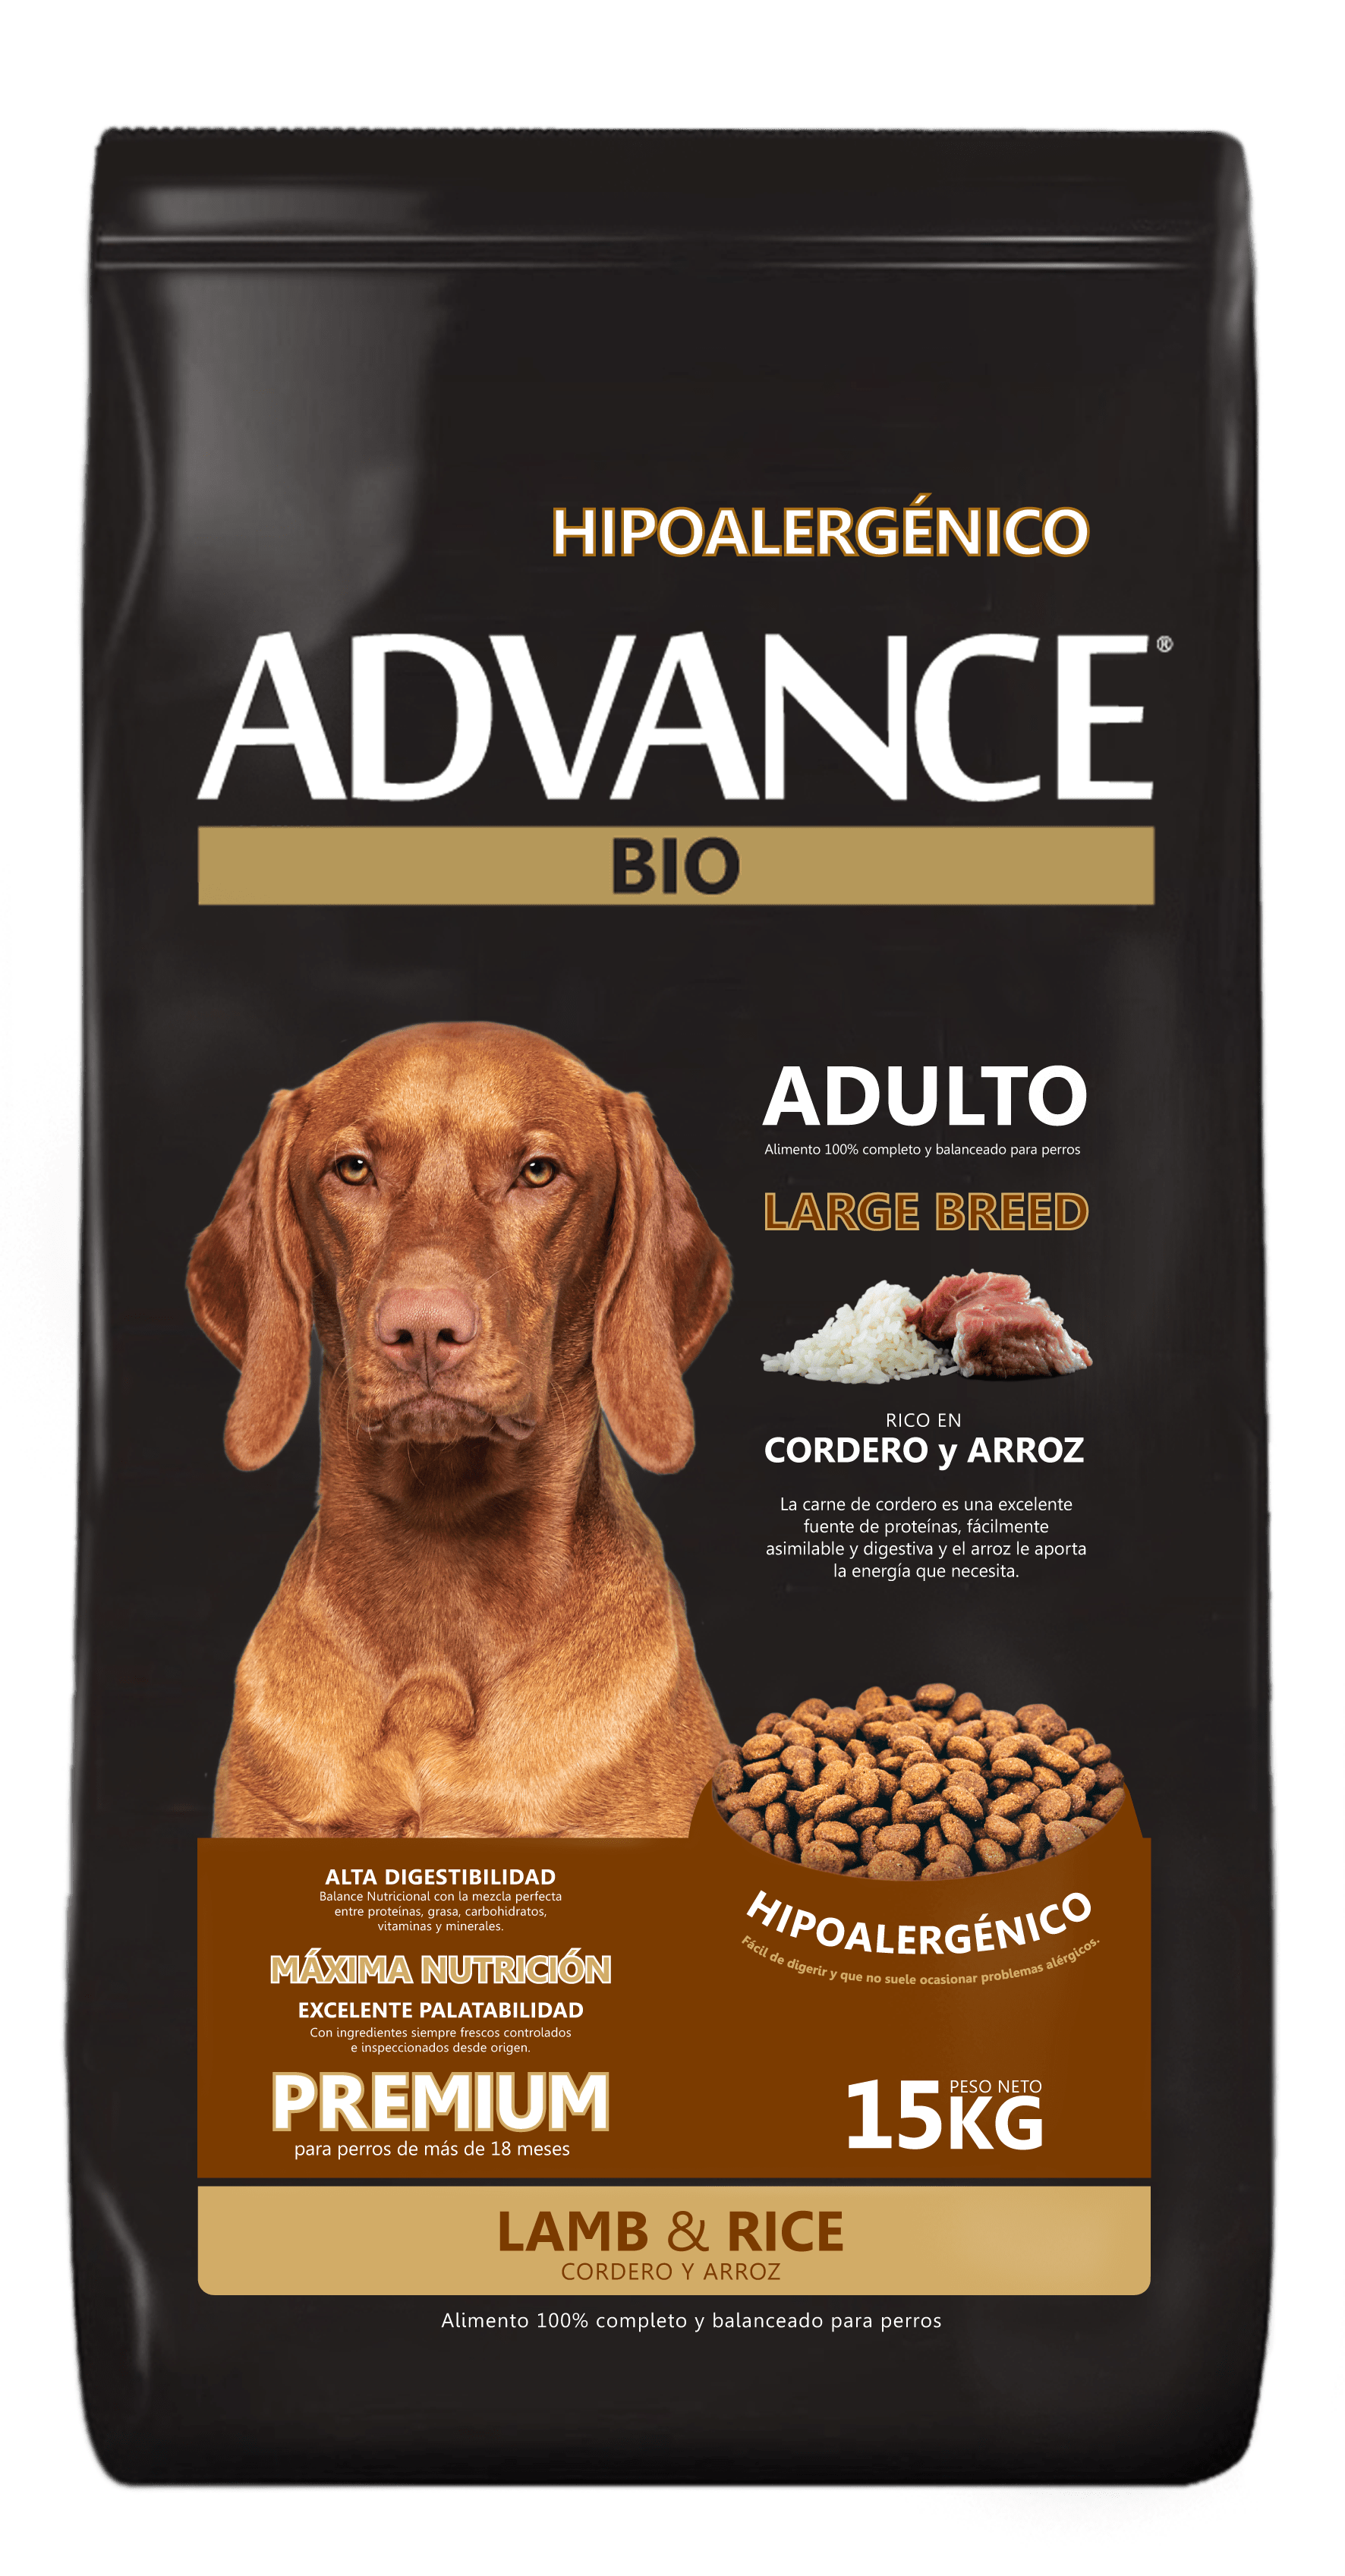 HIPOALERGÉNICO
ADVANCE®
BIO
ADULTO
Alimento 100% completo y balanceado para perros
LARGE BREED
RICO EN
CORDERO y ARROZ
La carne de cordero es una excelente
fuente de proteínas, fácilmente
asimilable y digestiva y el arroz le aporta
la energía que necesita.
ALTA DIGESTIBILIDAD
Balance Nutricional con la mezcla perfecta
entre proteínas, grasa, carbohidratos,
vitaminas y minerales.
MÁXIMA NUTRICIÓN
EXCELENTE PALATABILIDAD
Con ingredientes siempre frescos controlados
e inspeccionados desde origen.
PREMIUM
para perros de más de 18 meses
HIPOALERGÉNICO
Fácil de digerir y que no suele ocasionar problemas alérgicos.
15KG
PESO NETO
LAMB & RICE
CORDERO Y ARROZ
Alimento 100% completo y balanceado para perros